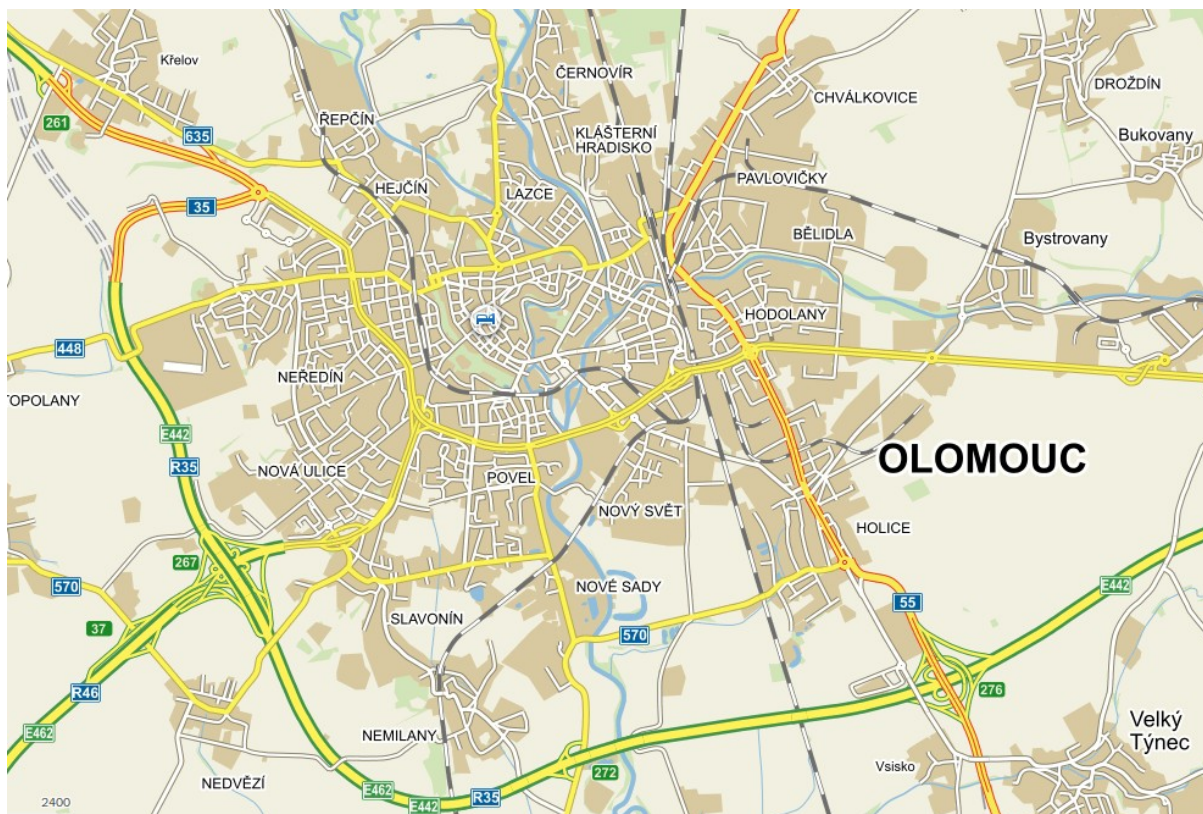 Křelov
ČERNOVÍR
DROŽDÍN
CHVÁLKOVICE
ŘEPČÍN
261
635
KLÁŠTERNÍ
HRADISKO
Bukovany
PAVLOVIČKY
HEJČÍN
LAZCE
35
BĚLIDLA
Bystrovany
HODOLANY
448
NEŘEDÍN
TOPOLANY
E442
R35
OLOMOUC
NOVÁ ULICE
POVEL
NOVÝ SVĚT
HOLICE
267
570
NOVÉ SADY
E442
55
SLAVONÍN
37
570
R46
276
E462
NEMILANY
Velký
Týnec
Vsisko
272
NEDVĚZÍ
E462
R35
E442
2400